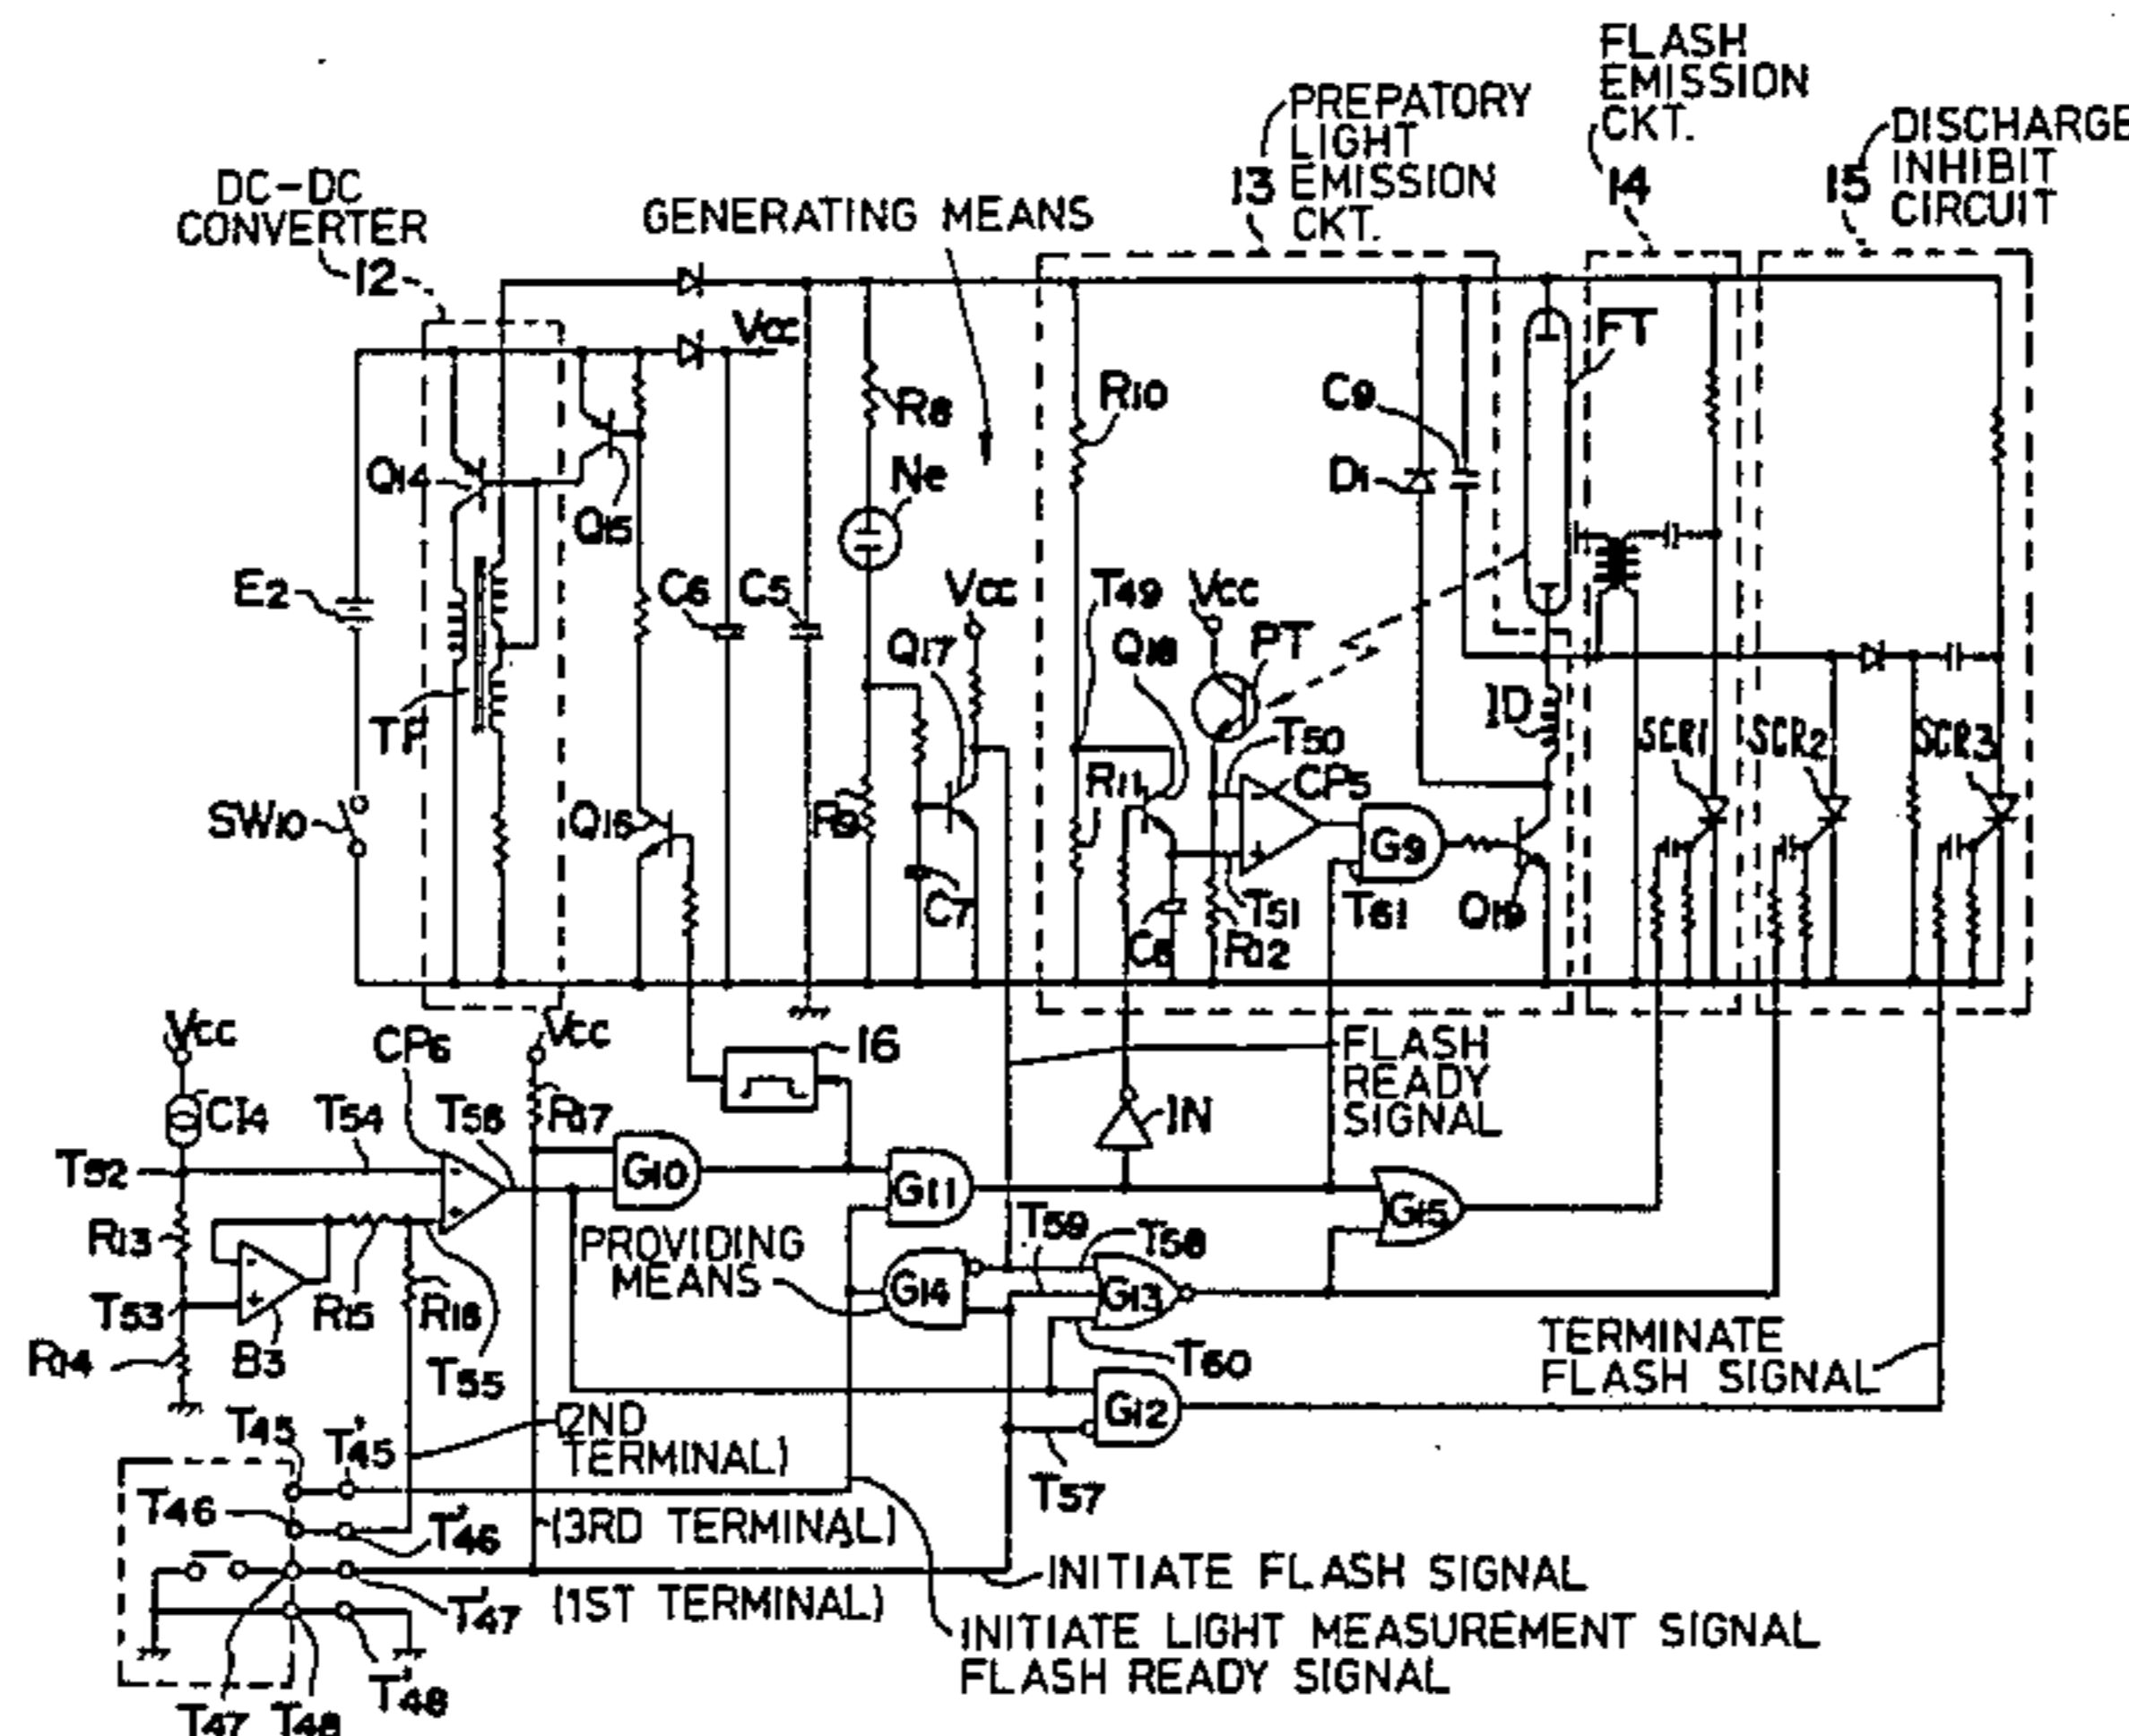 FLASH
EMISSION
CKT.
14
PREPATORY
LIGHT
EMISSION
CKT.
13
DISCHARGE
INHIBIT
CIRCUIT
15
DC-DC
CONVERTER
12
GENERATING MEANS
Vcc
FT
R8
R10
C9
Q14
Ne
D1
Q15
E2
C6
C5
Vcc
T49
Vcc
Q17
Q18
PT
TF
ID
T50
SCR1
SCR2
SCR3
R11
CP5
SW10
Q16
R9
G9
C7
T51
T61
Q19
C8
R12
Vcc
CP6
Vcc
16
FLASH
READY
SIGNAL
CI4
T54
T56
R17
IN
T52
G10
G11
G15
R13
PROVIDING
MEANS
T59
T58
G14
G13
T53
R15
R16
R14
B3
T55
T60
TERMINATE
FLASH SIGNAL
G12
T45
T'45
(2ND
TERMINAL)
T57
T46
T'46
(3RD TERMINAL)
INITIATE FLASH SIGNAL
T'47
(1ST TERMINAL)
INITIATE LIGHT MEASUREMENT SIGNAL
FLASH READY SIGNAL
T47
T48
T'48